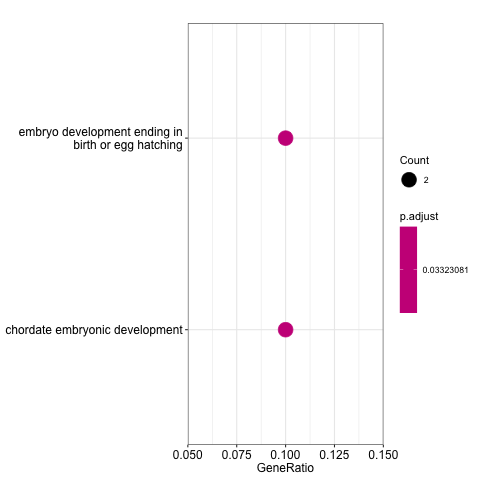 embryo development ending in
birth or egg hatching
chordate embryonic development
0.050 0.075 0.100 0.125 0.150
GeneRatio
Count
2
p.adjust
0.03323081